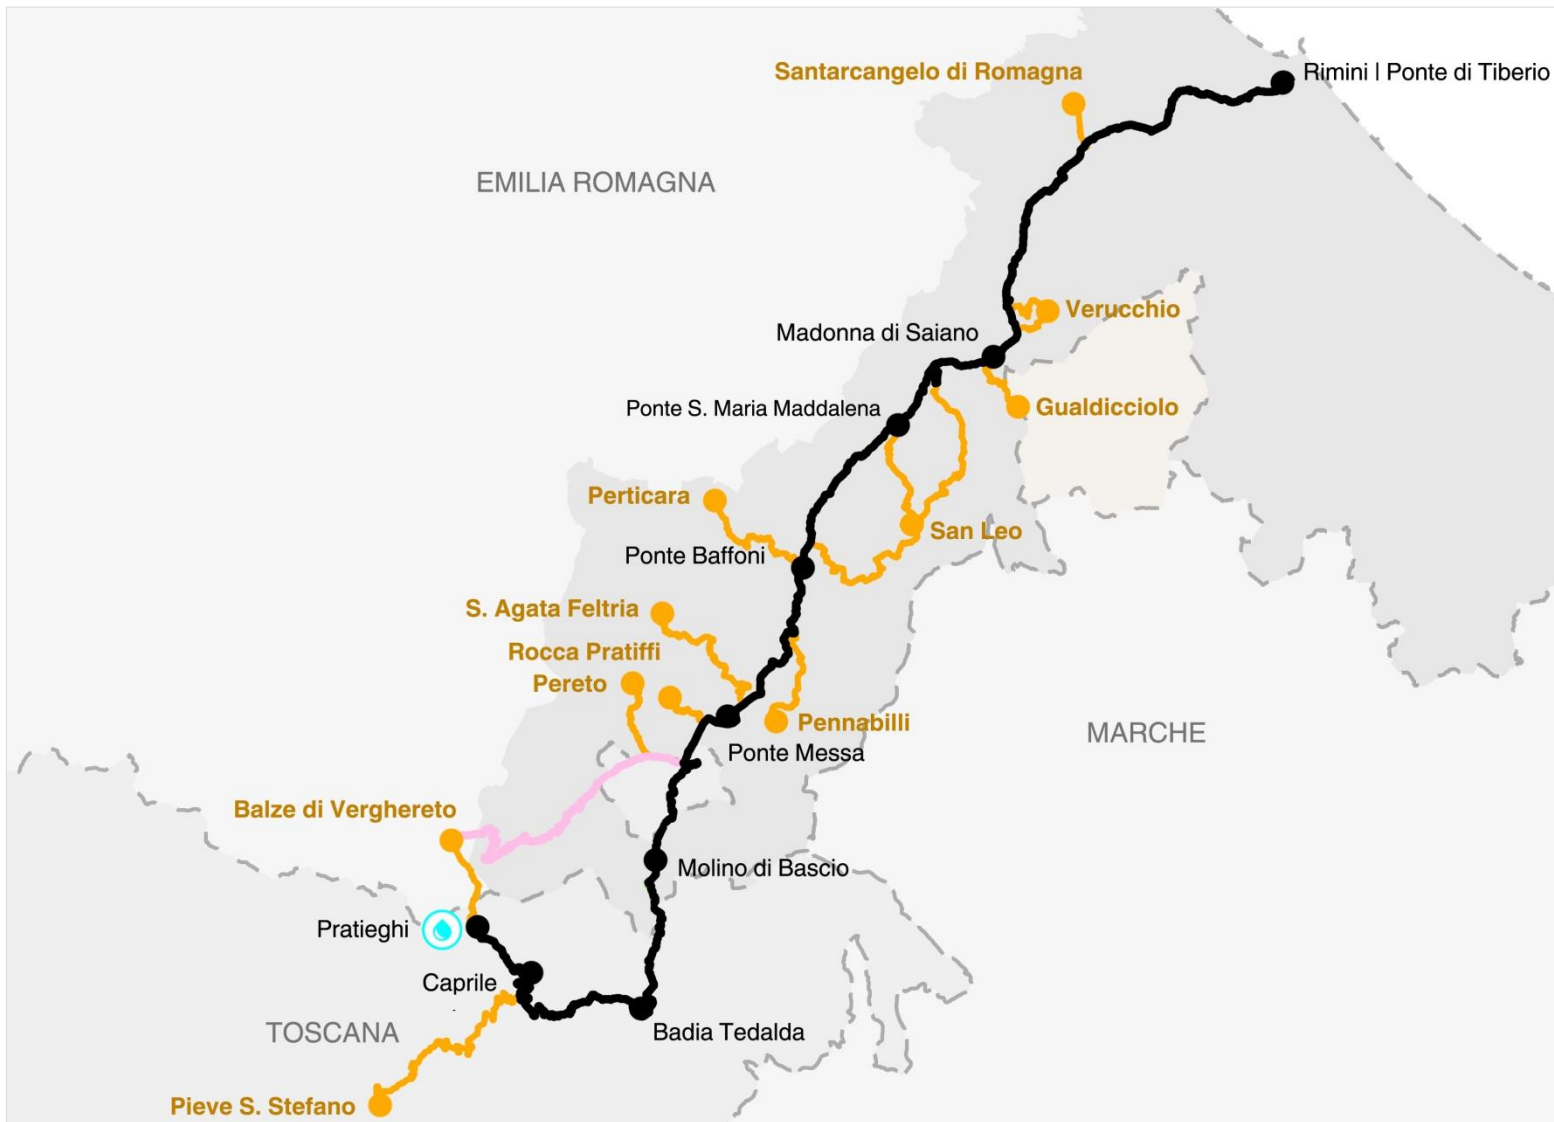 Santarcangelo di Romagna
Rimini | Ponte di Tiberio
EMILIA ROMAGNA
Verucchio
Madonna di Saiano
Ponte S. Maria Maddalena
Gualdicciolo
Perticara
San Leo
Ponte Baffoni
S. Agata Feltria
Rocca Pratiffi
Pereto
Pennabilli
MARCHE
Ponte Messa
Balze di Verghereto
Molino di Bascio
Pratieghi
Caprile
TOSCANA
Badia Tedalda
Pieve S. Stefano